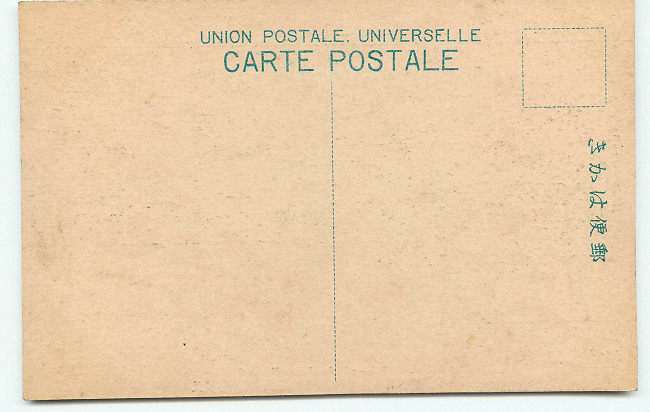 UNION POSTALE. UNIVERSELLE
CARTE POSTALE
郵便はかき